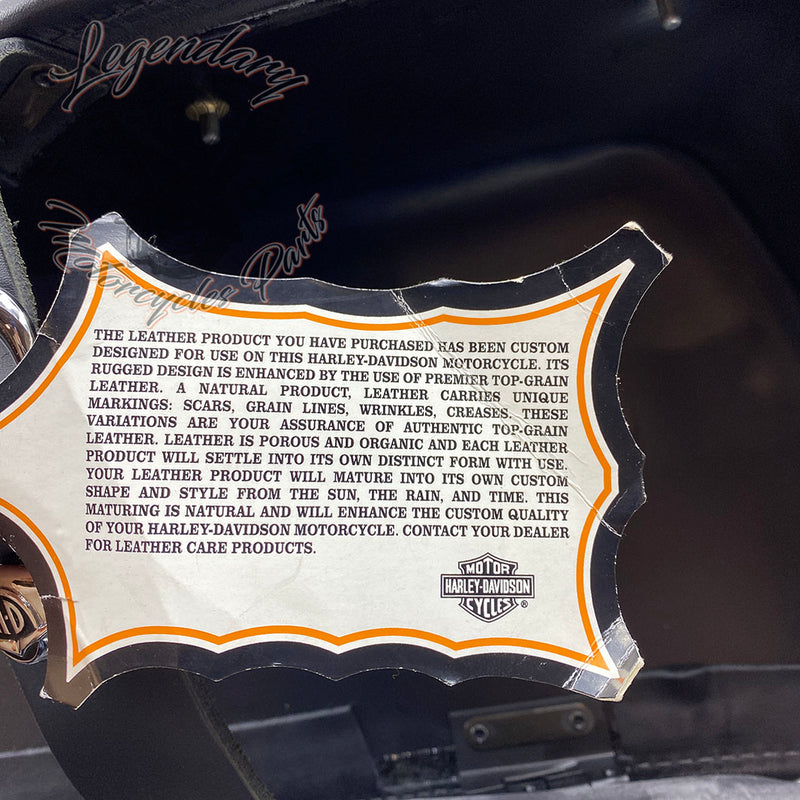 Legendary
Motorcycles Parts
THE LEATHER PRODUCT YOU HAVE PURCHASED HAS BEEN CUSTOM
DESIGNED FOR USE ON THIS HARLEY-DAVIDSON MOTORCYCLE. ITS
RUGGED DESIGN IS ENHANCED BY THE USE OF PREMIER TOP-GRAIN
LEATHER. A NATURAL PRODUCT, LEATHER CARRIES UNIQUE
MARKINGS: SCARS, GRAIN LINES, WRINKLES, CREASES. THESE
VARIATIONS ARE YOUR ASSURANCE OF AUTHENTIC TOP-GRAIN
LEATHER. LEATHER IS POROUS AND ORGANIC AND EACH LEATHER
PRODUCT WILL SETTLE INTO ITS OWN DISTINCT FORM WITH USE.
YOUR LEATHER PRODUCT WILL MATURE INTO ITS OWN CUSTOM
SHAPE AND STYLE FROM THE SUN, THE RAIN, AND TIME. THIS
MATURING IS NATURAL AND WILL ENHANCE THE CUSTOM QUALITY
OF YOUR HARLEY-DAVIDSON MOTORCYCLE. CONTACT YOUR DEALER
FOR LEATHER CARE PRODUCTS.
MOTOR
HARLEY-DAVIDSON
CYCLES ®
H-D